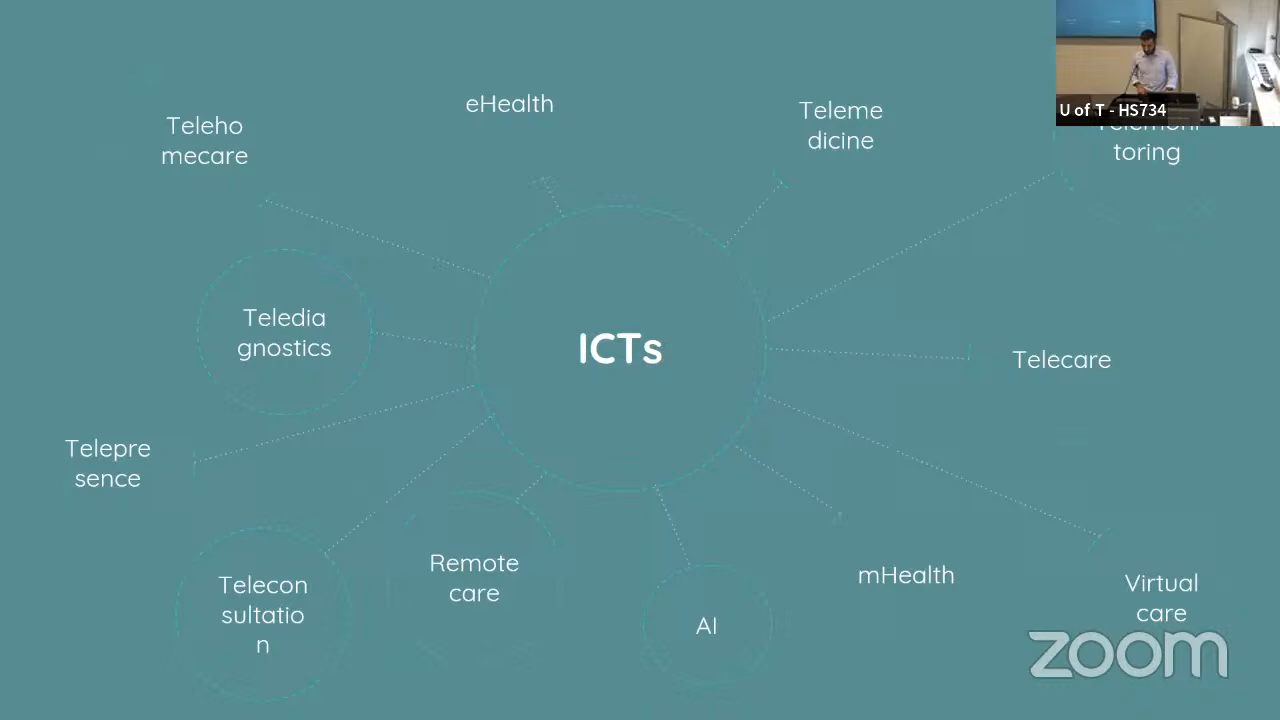 eHealth
Teleme
dicine
U of T - HS734
Teleho
mecare
toring
Teledia
gnostics
ICTs
Telecare
Telepre
sence
Remote
care
mHealth
Virtual
care
Telecon
sultatio
n
AI
zoom